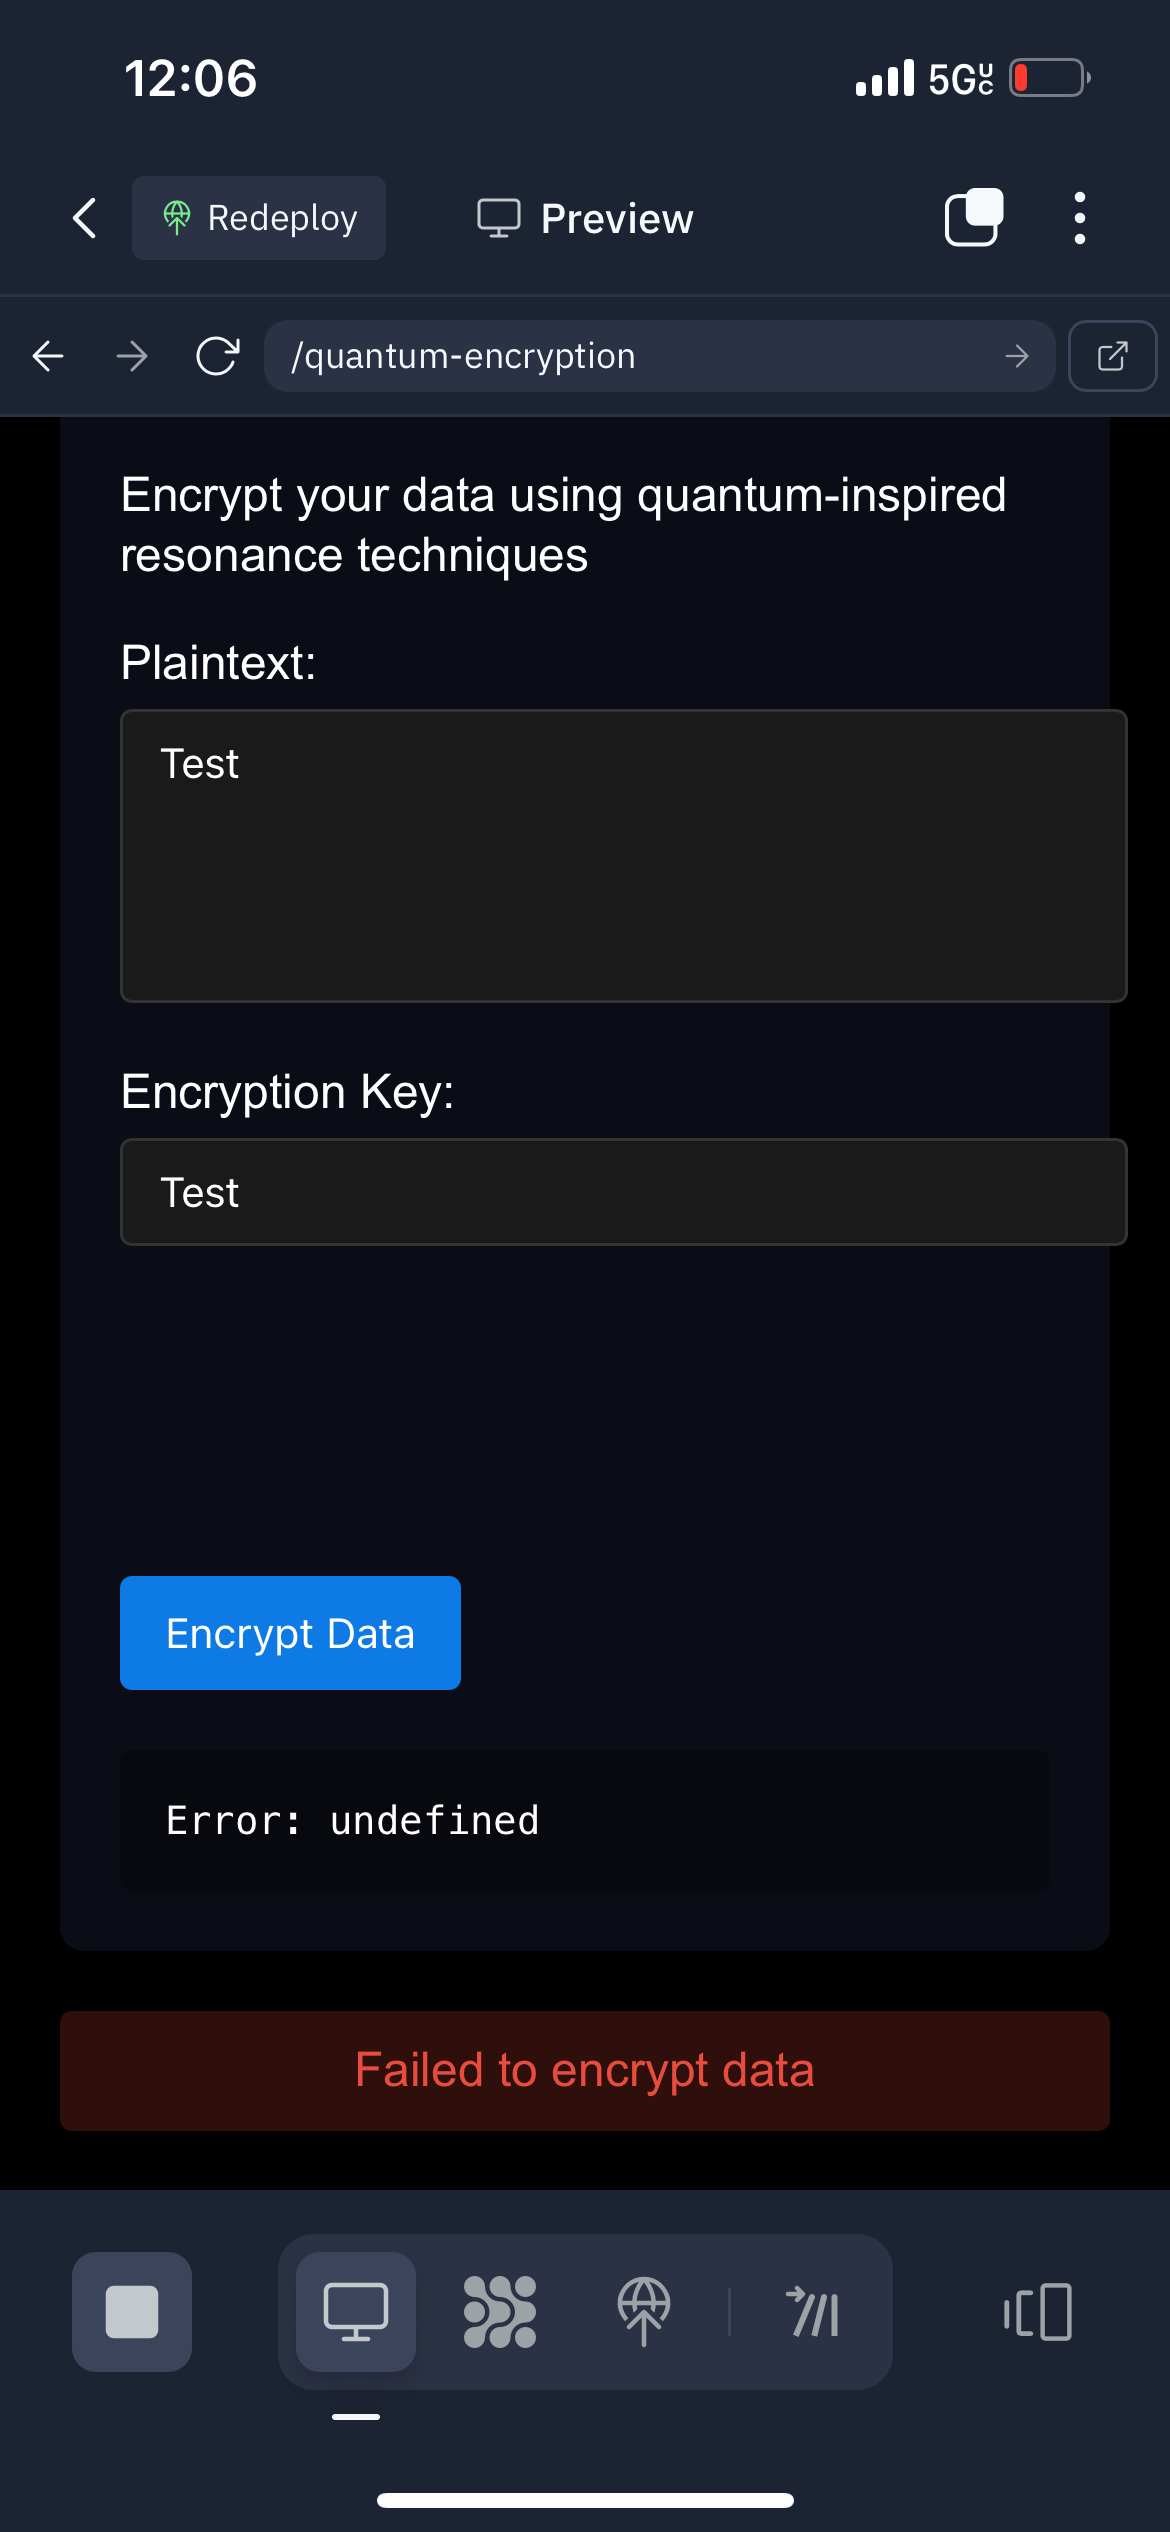 12:06
5G UC
Redeploy
Preview
/quantum-encryption
Encrypt your data using quantum-inspired
resonance techniques
Plaintext:
Test
Encryption Key:
Test
Encrypt Data
Error: undefined
Failed to encrypt data